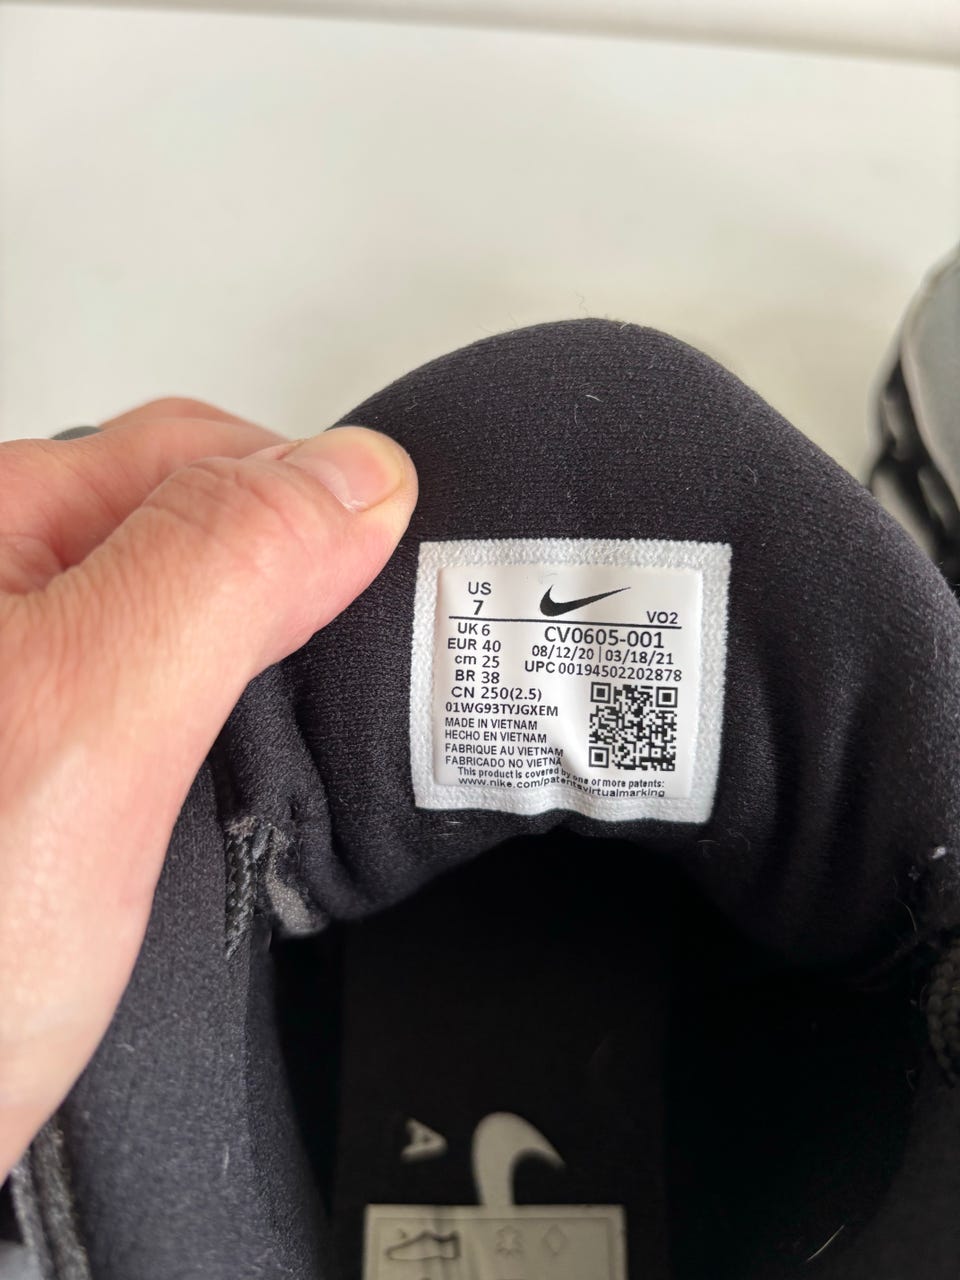 US
7
VO2
UK 6
EUR 40
cm 25
BR 38
CN 250(2.5)
01WG93TYJGXEM
CV0605-001
08/12/20 | 03/18/21
UPC 00194502202878
MADE IN VIETNAM
HECHO EN VIETNAM
FABRIQUE AU VIETNAM
FABRICADO NO VIETNA
This product is covered by one or more patents:
www.nike.com/patentsvirtualmarking
A